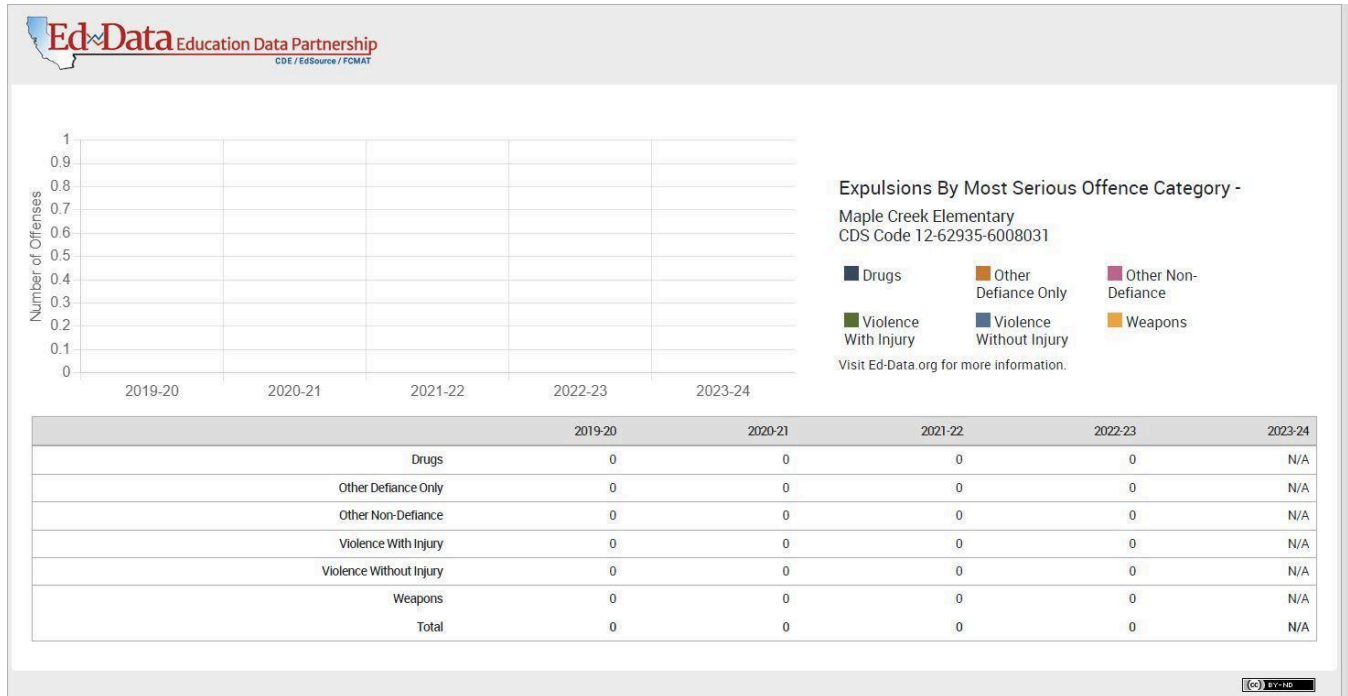 Ed Data Education Data Partnership
CDE / EdSource / FCMAT
1
0.9
0.8
0.7
0.6
0.5
0.4
0.3
0.2
0.1
0
Number of Offenses
2019-20 2020-21 2021-22 2022-23 2023-24
Expulsions By Most Serious Offence Category -
Maple Creek Elementary
CDS Code 12-62935-6008031
Drugs
Other
Defiance Only
Other Non-
Defiance
Violence
With Injury
Violence
Without Injury
Weapons
Visit Ed-Data.org for more information.
2019-20 2020-21 2021-22 2022-23 2023-24
Drugs 0 0 0 0 N/A
Other Defiance Only 0 0 0 0 N/A
Other Non-Defiance 0 0 0 0 N/A
Violence With Injury 0 0 0 0 N/A
Violence Without Injury 0 0 0 0 N/A
Weapons 0 0 0 0 N/A
Total 0 0 0 0 N/A
(cc) BY-ND